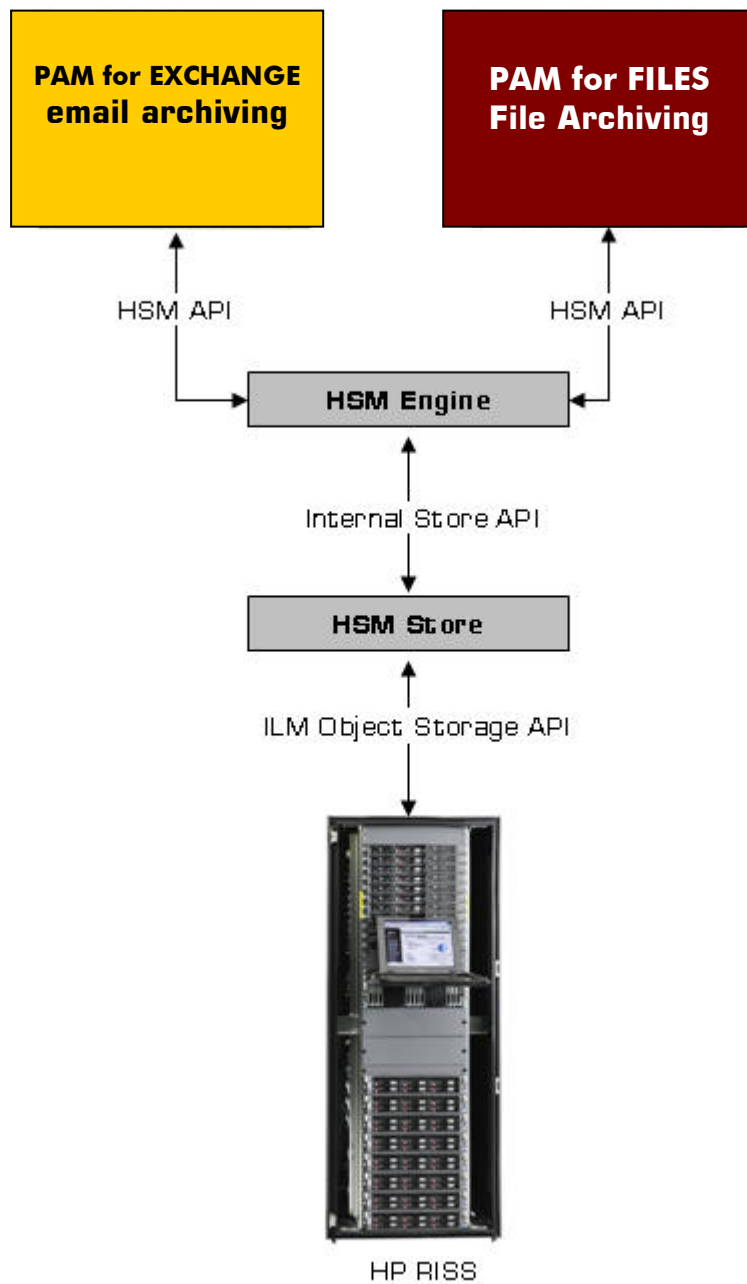 PAM for EXCHANGE
email archiving
PAM for FILES
File Archiving
HSM API
HSM API
HSM Engine
Internal Store API
HSM Store
ILM Object Storage API
HP RISS